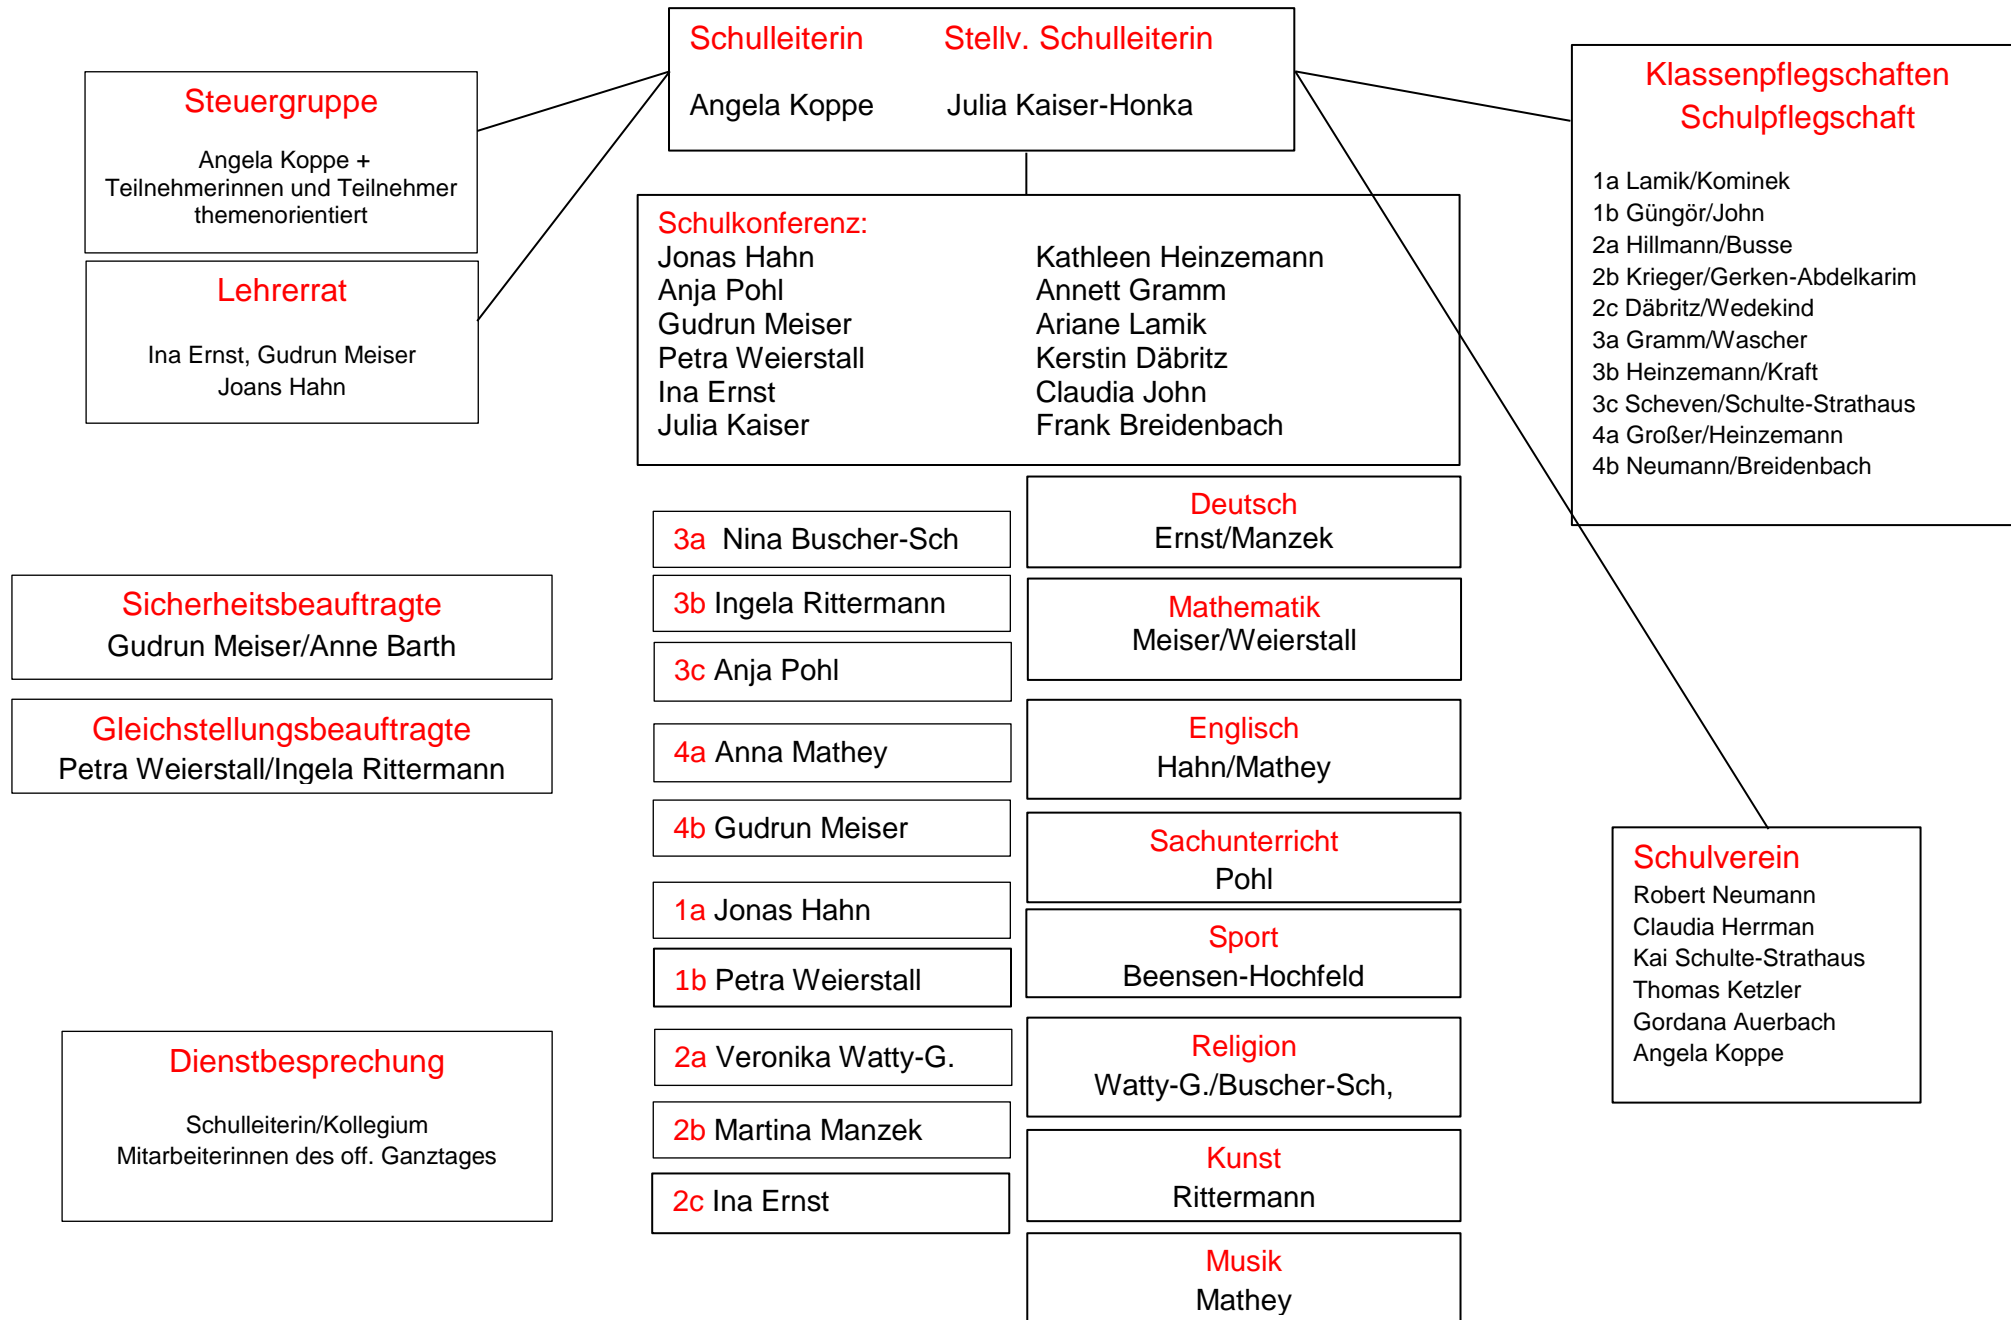 Schulleiterin Stellv. Schulleiterin
Angela Koppe Julia Kaiser-Honka
Steuergruppe
Angela Koppe +
Teilnehmerinnen und Teilnehmer
themenorientiert
Lehrerrat
Ina Ernst, Gudrun Meiser
Joans Hahn
Klassenpflegschaften
Schulpflegschaft
1a Lamik/Kominek
1b Güngör/John
2a Hillmann/Busse
2b Krieger/Gerken-Abdelkarim
2c Däbritz/Wedekind
3a Gramm/Wascher
3b Heinzemann/Kraft
3c Scheven/Schulte-Strathaus
4a Großer/Heinzemann
4b Neumann/Breidenbach
Schulkonferenz:
Jonas Hahn Kathleen Heinzemann
Anja Pohl Annett Gramm
Gudrun Meiser Ariane Lamik
Petra Weierstall Kerstin Däbritz
Ina Ernst Claudia John
Julia Kaiser Frank Breidenbach
Sicherheitsbeauftragte
Gudrun Meiser/Anne Barth
Gleichstellungsbeauftragte
Petra Weierstall/Ingela Rittermann
Dienstbesprechung
Schulleiterin/Kollegium
Mitarbeiterinnen des off. Ganztages
3a Nina Buscher-Sch
3b Ingela Rittermann
3c Anja Pohl
4a Anna Mathey
4b Gudrun Meiser
1a Jonas Hahn
1b Petra Weierstall
2a Veronika Watty-G.
2b Martina Manzek
2c Ina Ernst
Deutsch
Ernst/Manzek
Mathematik
Meiser/Weierstall
Englisch
Hahn/Mathey
Sachunterricht
Pohl
Sport
Beensen-Hochfeld
Religion
Watty-G./Buscher-Sch,
Kunst
Rittermann
Musik
Mathey
Schulverein
Robert Neumann
Claudia Herrman
Kai Schulte-Strathaus
Thomas Ketzler
Gordana Auerbach
Angela Koppe